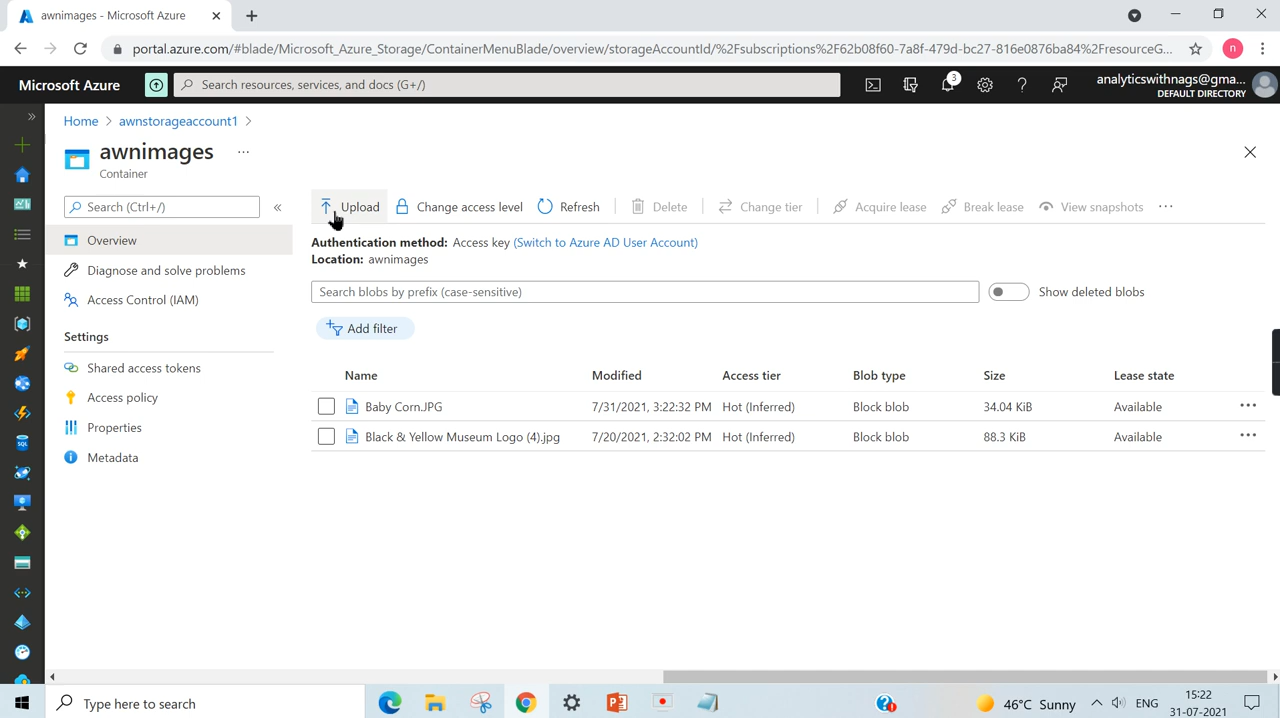 awnimages - Microsoft Azure
portal.azure.com/#blade/Microsoft_Azure_Storage/ContainerMenuBlade/overview/storageAccountId/%2Fsubscriptions%2F62b08f60-7a8f-479d-bc27-816e0876ba84%2FresourceG...
n
Microsoft Azure
Search resources, services, and docs (G+/)
3
analyticswithnags@gma...
DEFAULT DIRECTORY
Home > awnstorageaccount1 >
awnimages ...
Container
Search (Ctrl+/)
Upload
Change access level
Refresh
Delete
Change tier
Acquire lease
Break lease
View snapshots
Overview
Diagnose and solve problems
Access Control (IAM)
Settings
Shared access tokens
Access policy
Properties
Metadata
Authentication method: Access key (Switch to Azure AD User Account)
Location: awnimages
Search blobs by prefix (case-sensitive)
Show deleted blobs
Add filter
Name Modified Access tier Blob type Size Lease state
Baby Corn.JPG 7/31/2021, 3:22:32 PM Hot (Inferred) Block blob 34.04 KiB Available
Black & Yellow Museum Logo (4).jpg 7/20/2021, 2:32:02 PM Hot (Inferred) Block blob 88.3 KiB Available
SQL
Type here to search
46°C Sunny
ENG
15:22
31-07-2021